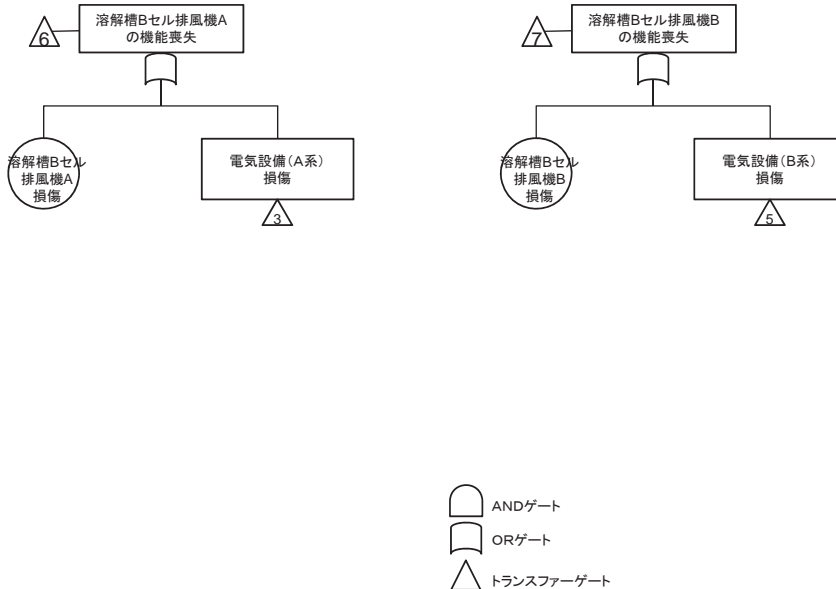 6
溶解槽Bセル排風機A
の機能喪失
溶解槽Bセル
排風機A
損傷
電気設備（A系）
損傷
3
7
溶解槽Bセル排風機B
の機能喪失
溶解槽Bセル
排風機B
損傷
電気設備（B系）
損傷
5
ANDゲート
ORゲート
トランスファーゲート